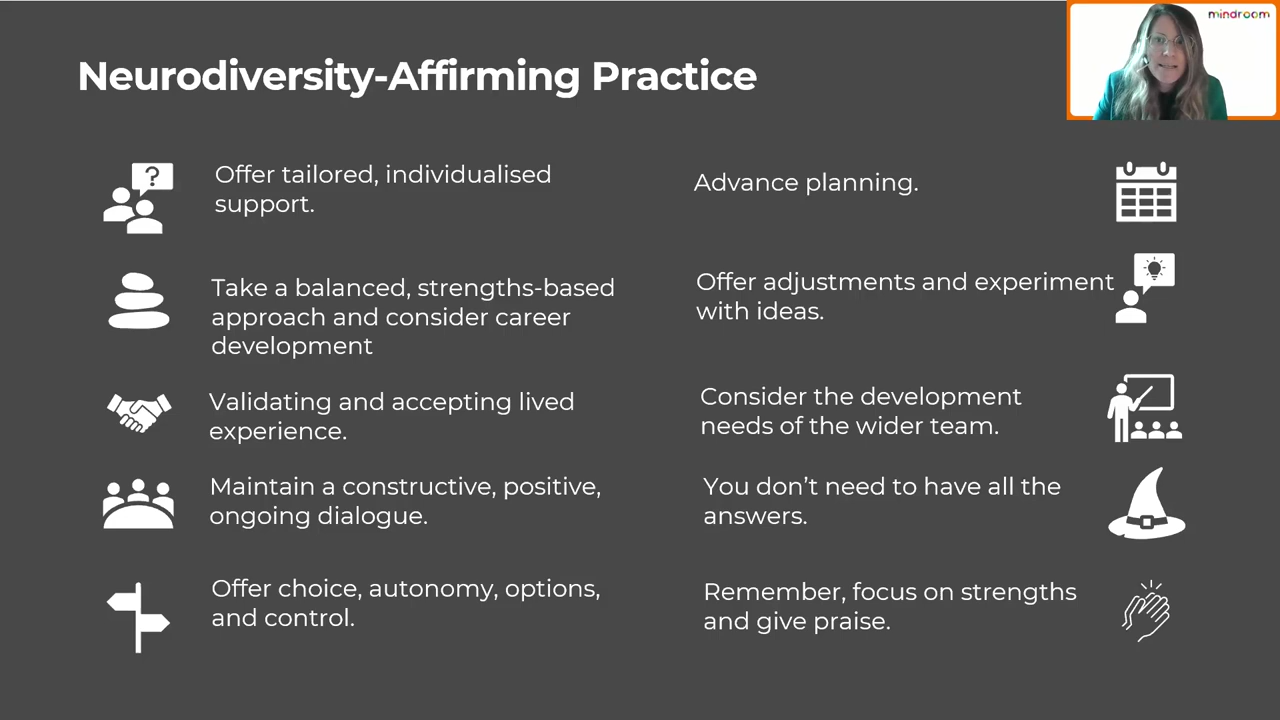 mindroom
Neurodiversity-Affirming Practice
?
Offer tailored, individualised
support.
Take a balanced, strengths-based
approach and consider career
development
Validating and accepting lived
experience.
Maintain a constructive, positive,
ongoing dialogue.
Offer choice, autonomy, options,
and control.
Advance planning.
Offer adjustments and experiment
with ideas.
Consider the development
needs of the wider team.
You don’t need to have all the
answers.
Remember, focus on strengths
and give praise.